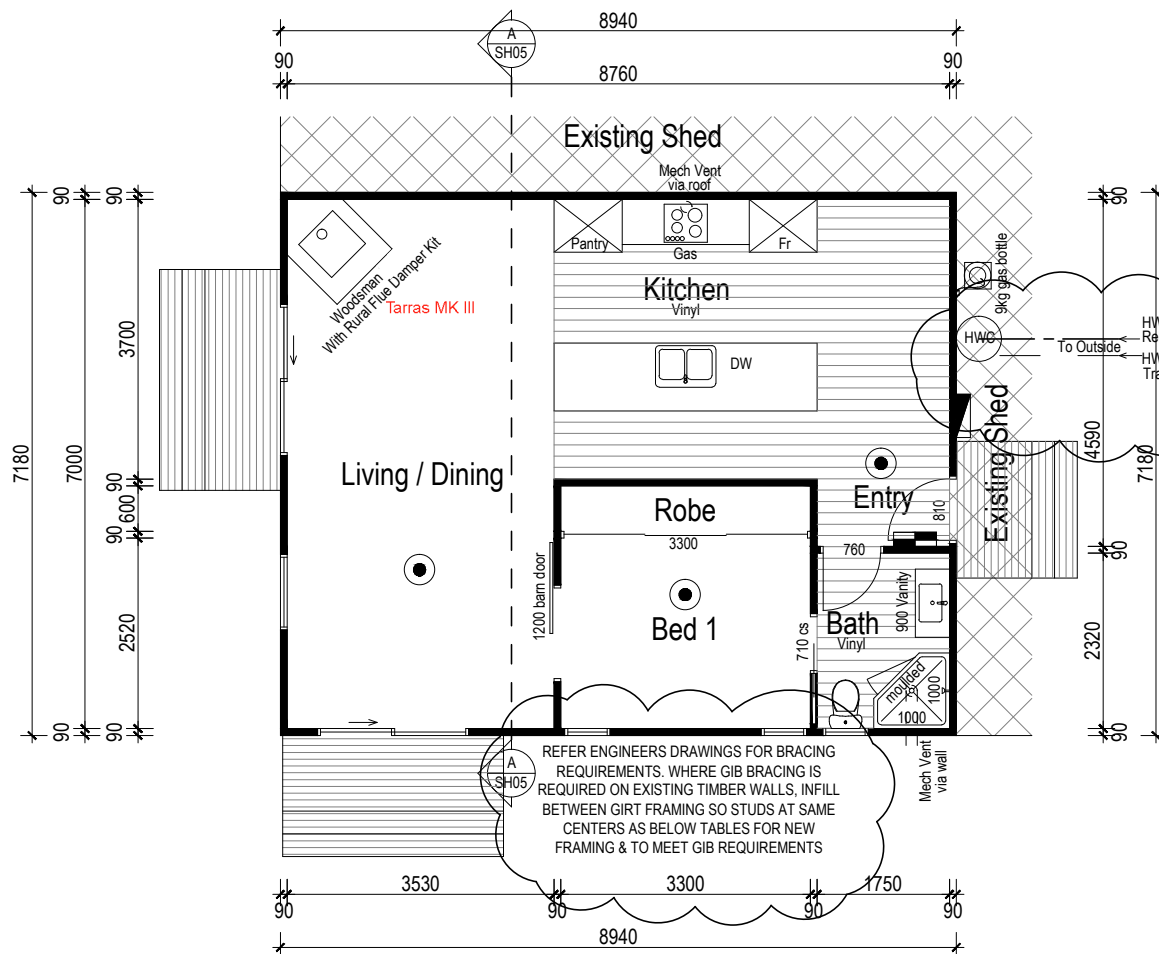 8940
A
SH05
90
90
8760
Existing Shed
Mech Vent
via roof
Pantry
Gas
Fr
Kitchen
Vinyl
Woodsman
With Rural Flue Damper Kit
Tarras MK III
9kg gas bottle
HWC
To Outside
HW
Re
HW
Tra
DW
Existing Shed
Living / Dining
Entry
810
Robe
3300
760
1200 barn door
Bed 1
710 cs
Bath
Vinyl
900 Vanity
moulded
1000
1000
Mech Vent
via wall
7180
90
7000
90
90
3700
90
600
90
2520
90
90
90
90
4590
90
2320
90
7180
A
SH05
REFER ENGINEERS DRAWINGS FOR BRACING
REQUIREMENTS. WHERE GIB BRACING IS
REQUIRED ON EXISTING TIMBER WALLS, INFILL
BETWEEN GIRT FRAMING SO STUDS AT SAME
CENTERS AS BELOW TABLES FOR NEW
FRAMING & TO MEET GIB REQUIREMENTS
3530
3300
1750
90
90
90
90
8940